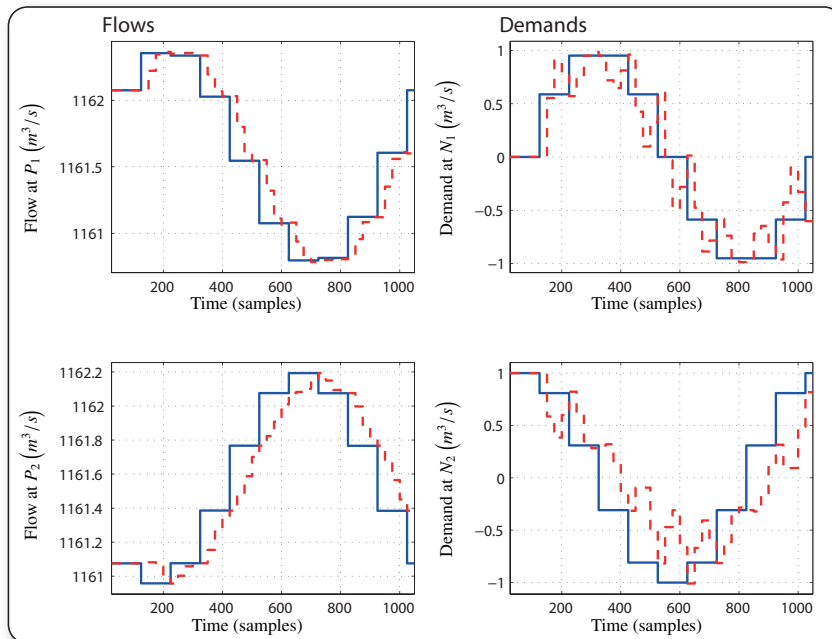 Flows
Demands
1162
1161.5
1161
Flow at P₁ (m³/s)
200 400 600 800 1000
Time (samples)
1
0.5
0
−0.5
−1
Demand at N₁ (m³/s)
200 400 600 800 1000
Time (samples)
1162.2
1162
1161.8
1161.6
1161.4
1161.2
1161
Flow at P₂ (m³/s)
200 400 600 800 1000
Time (samples)
1
0.5
0
−0.5
−1
Demand at N₂ (m³/s)
200 400 600 800 1000
Time (samples)